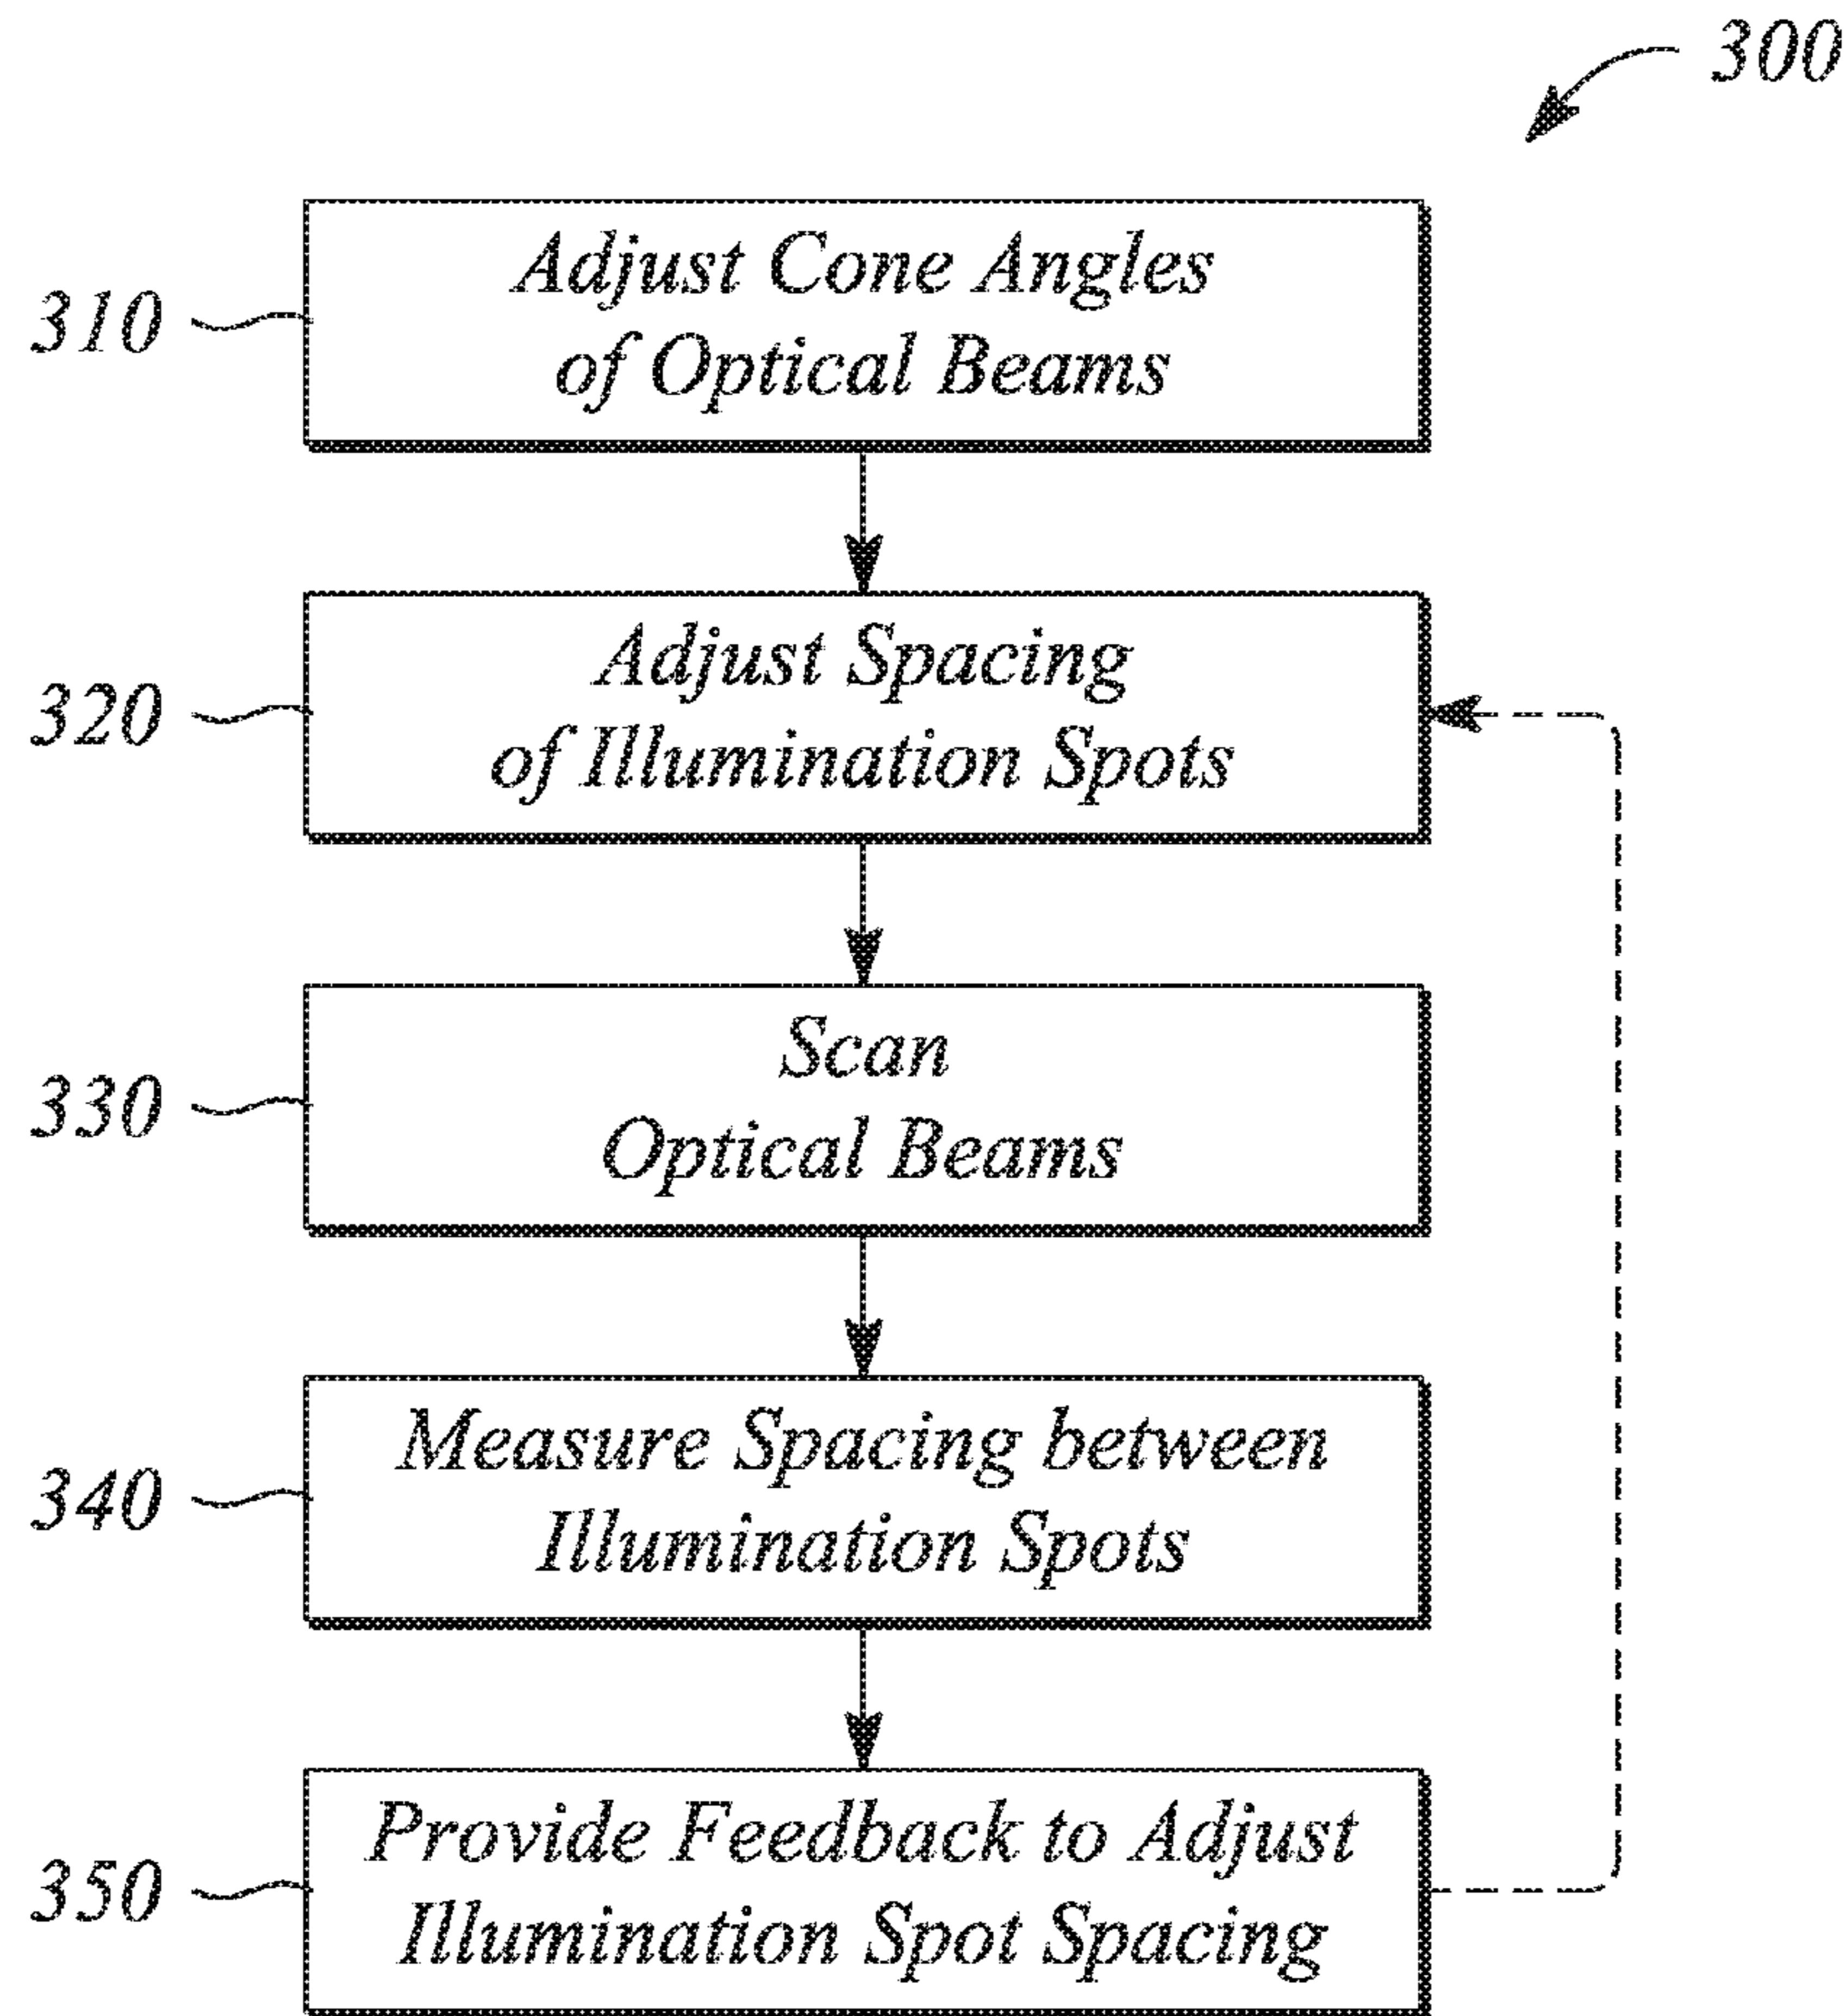 300
310
Adjust Cone Angles
of Optical Beams
320
Adjust Spacing
of Illumination Spots
330
Scan
Optical Beams
340
Measure Spacing between
Illumination Spots
350
Provide Feedback to Adjust
Illumination Spot Spacing